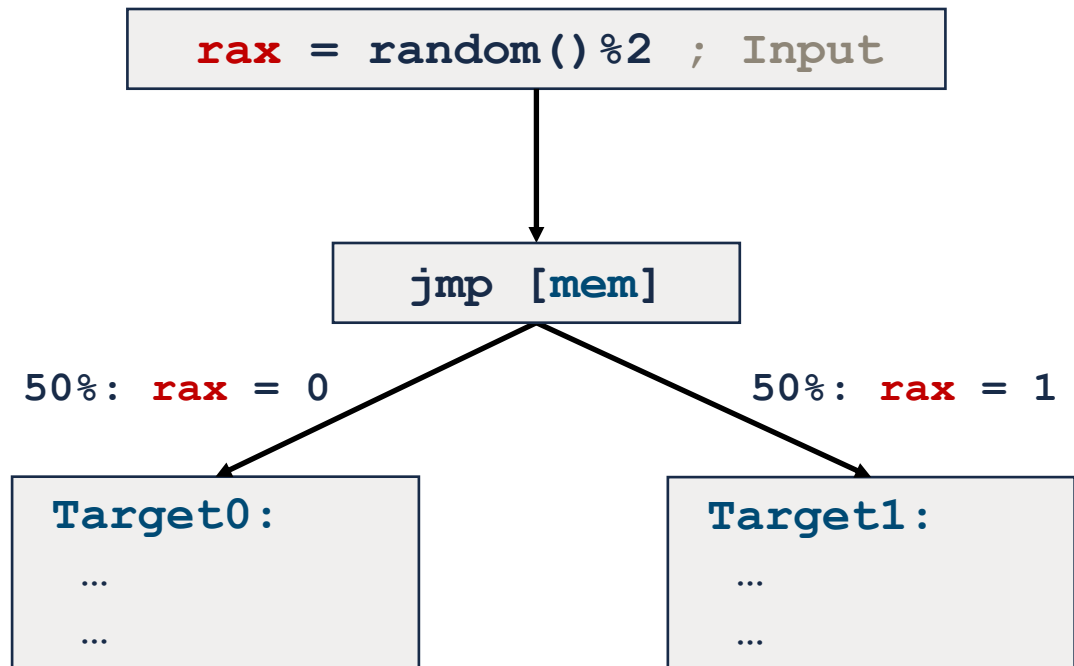 rax = random()%2 ; Input
jmp [mem]
50%: rax = 0
50%: rax = 1
Target0:
…
…
Target1:
…
…